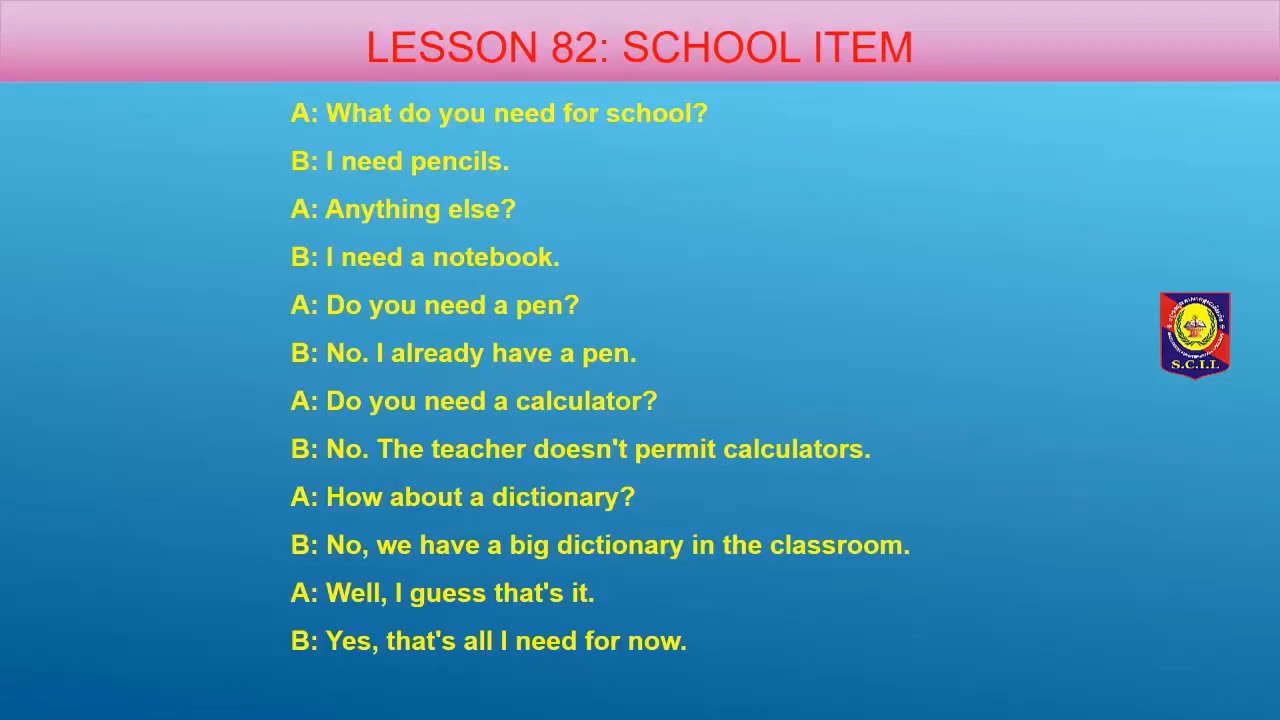 LESSON 82: SCHOOL ITEM
A: What do you need for school?
B: I need pencils.
A: Anything else?
B: I need a notebook.
A: Do you need a pen?
B: No. I already have a pen.
A: Do you need a calculator?
B: No. The teacher doesn't permit calculators.
A: How about a dictionary?
B: No, we have a big dictionary in the classroom.
A: Well, I guess that's it.
B: Yes, that's all I need for now.
S.C.I.L